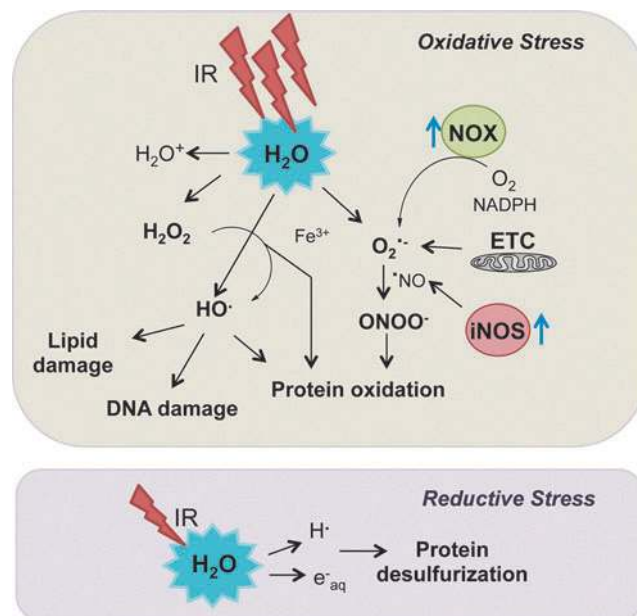 Oxidative Stress
IR
NOX
H₂O
H₂O⁺
O₂
NADPH
H₂O₂
Fe³⁺
O₂•-
ETC
•NO
HO•
ONOO⁻
iNOS
Lipid
damage
Protein oxidation
DNA damage
Reductive Stress
IR
H•
H₂O
Protein
desulfurization
e⁻aq